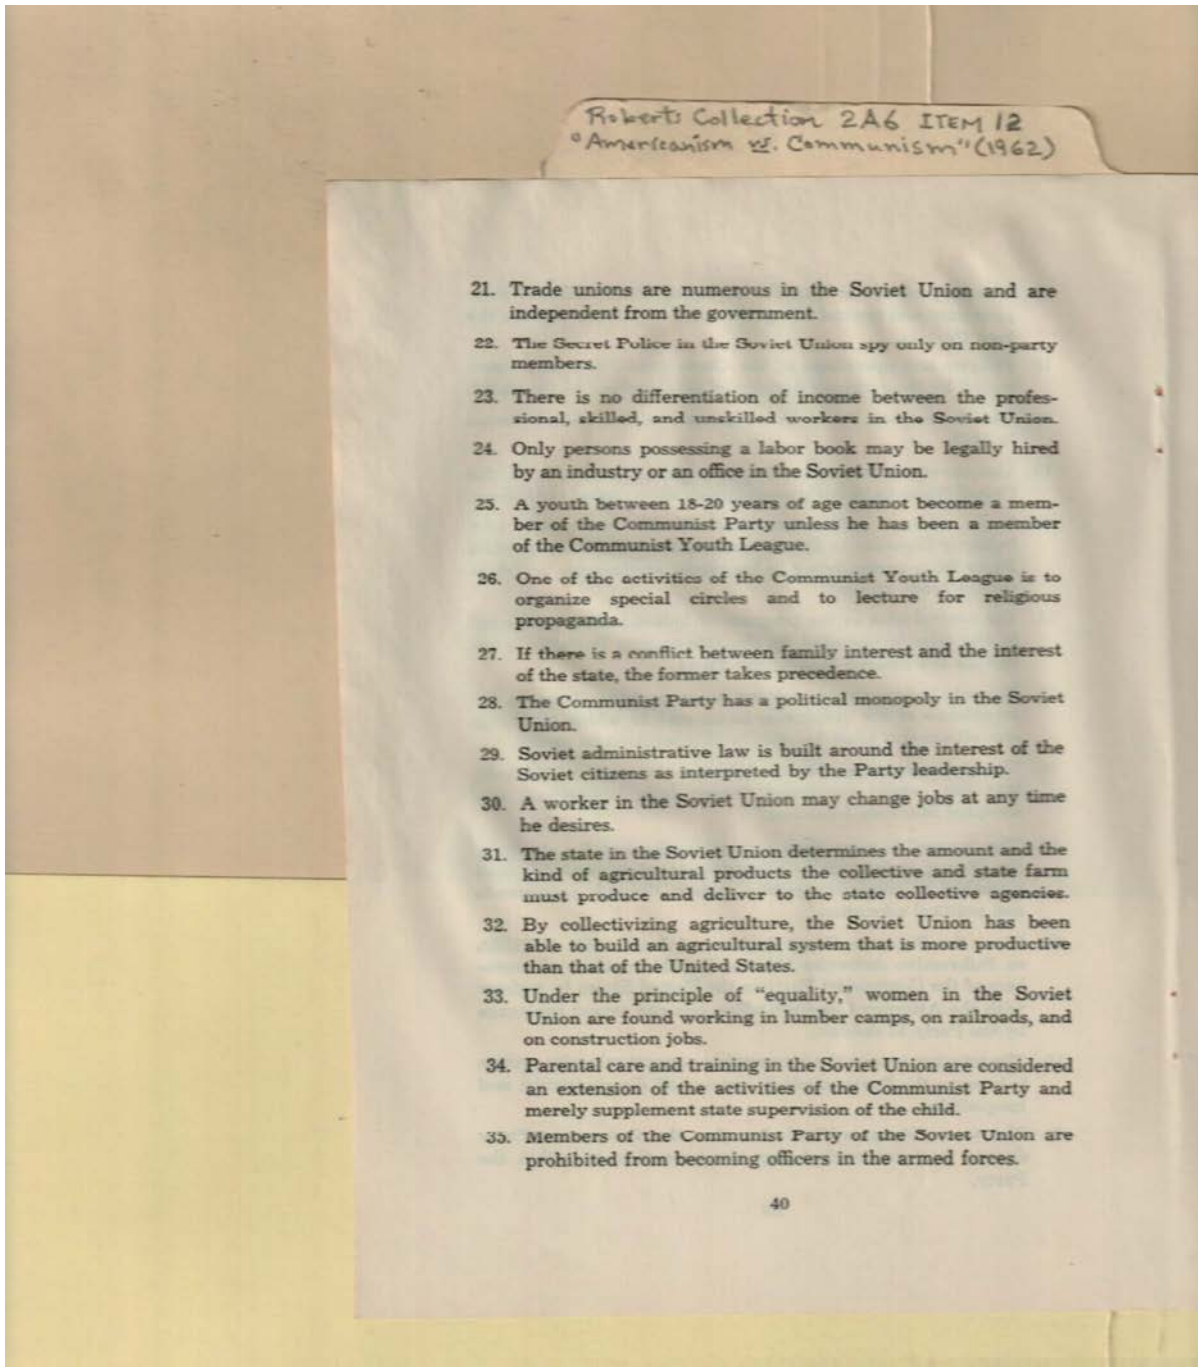 Roberts Collection 2A6 ITEM 12
"Americanism vs. Communism" (1962)
21. Trade unions are numerous in the Soviet Union and are
independent from the government.
22. The Secret Police in the Soviet Union spy only on non-party
members.
23. There is no differentiation of income between the profes-
sional, skilled, and unskilled workers in the Soviet Union.
24. Only persons possessing a labor book may be legally hired
by an industry or an office in the Soviet Union.
25. A youth between 18-20 years of age cannot become a mem-
ber of the Communist Party unless he has been a member
of the Communist Youth League.
26. One of the activities of the Communist Youth League is to
organize special circles and to lecture for religious
propaganda.
27. If there is a conflict between family interest and the interest
of the state, the former takes precedence.
28. The Communist Party has a political monopoly in the Soviet
Union.
29. Soviet administrative law is built around the interest of the
Soviet citizens as interpreted by the Party leadership.
30. A worker in the Soviet Union may change jobs at any time
he desires.
31. The state in the Soviet Union determines the amount and the
kind of agricultural products the collective and state farm
must produce and deliver to the state collective agencies.
32. By collectivizing agriculture, the Soviet Union has been
able to build an agricultural system that is more productive
than that of the United States.
33. Under the principle of "equality," women in the Soviet
Union are found working in lumber camps, on railroads, and
on construction jobs.
34. Parental care and training in the Soviet Union are considered
an extension of the activities of the Communist Party and
merely supplement state supervision of the child.
35. Members of the Communist Party of the Soviet Union are
prohibited from becoming officers in the armed forces.
40